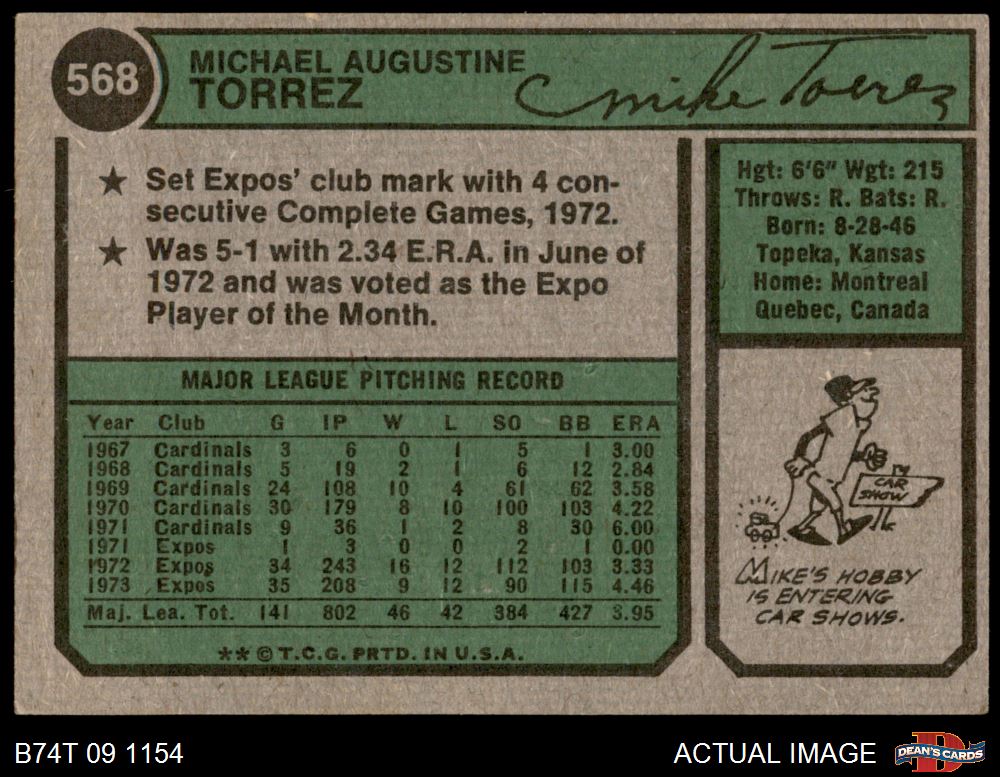 568
MICHAEL AUGUSTINE
TORREZ
Mike Torrez
★ Set Expos' club mark with 4 con-
secutive Complete Games, 1972.
★ Was 5-1 with 2.34 E.R.A. in June of
1972 and was voted as the Expo
Player of the Month.
Hgt: 6'6" Wgt: 215
Throws: R. Bats: R.
Born: 8-28-46
Topeka, Kansas
Home: Montreal
Quebec, Canada
MAJOR LEAGUE PITCHING RECORD
Year Club G IP W L SO BB ERA
1967 Cardinals 3 6 0 1 5 1 3.00
1968 Cardinals 5 19 2 1 6 12 2.84
1969 Cardinals 24 108 10 4 61 62 3.58
1970 Cardinals 30 179 8 10 100 103 4.22
1971 Cardinals 9 36 1 2 8 30 6.00
1971 Expos 1 3 0 0 2 1 0.00
1972 Expos 34 243 16 12 112 103 3.33
1973 Expos 35 208 9 12 90 115 4.46
Maj. Lea. Tot. 141 802 46 42 384 427 3.95
** © T.C.G. PRTD. IN U.S.A.
CAR
SHOW
MIKE'S HOBBY
IS ENTERING
CAR SHOWS.
B74T 09 1154
ACTUAL IMAGE
DEAN'S CARDS